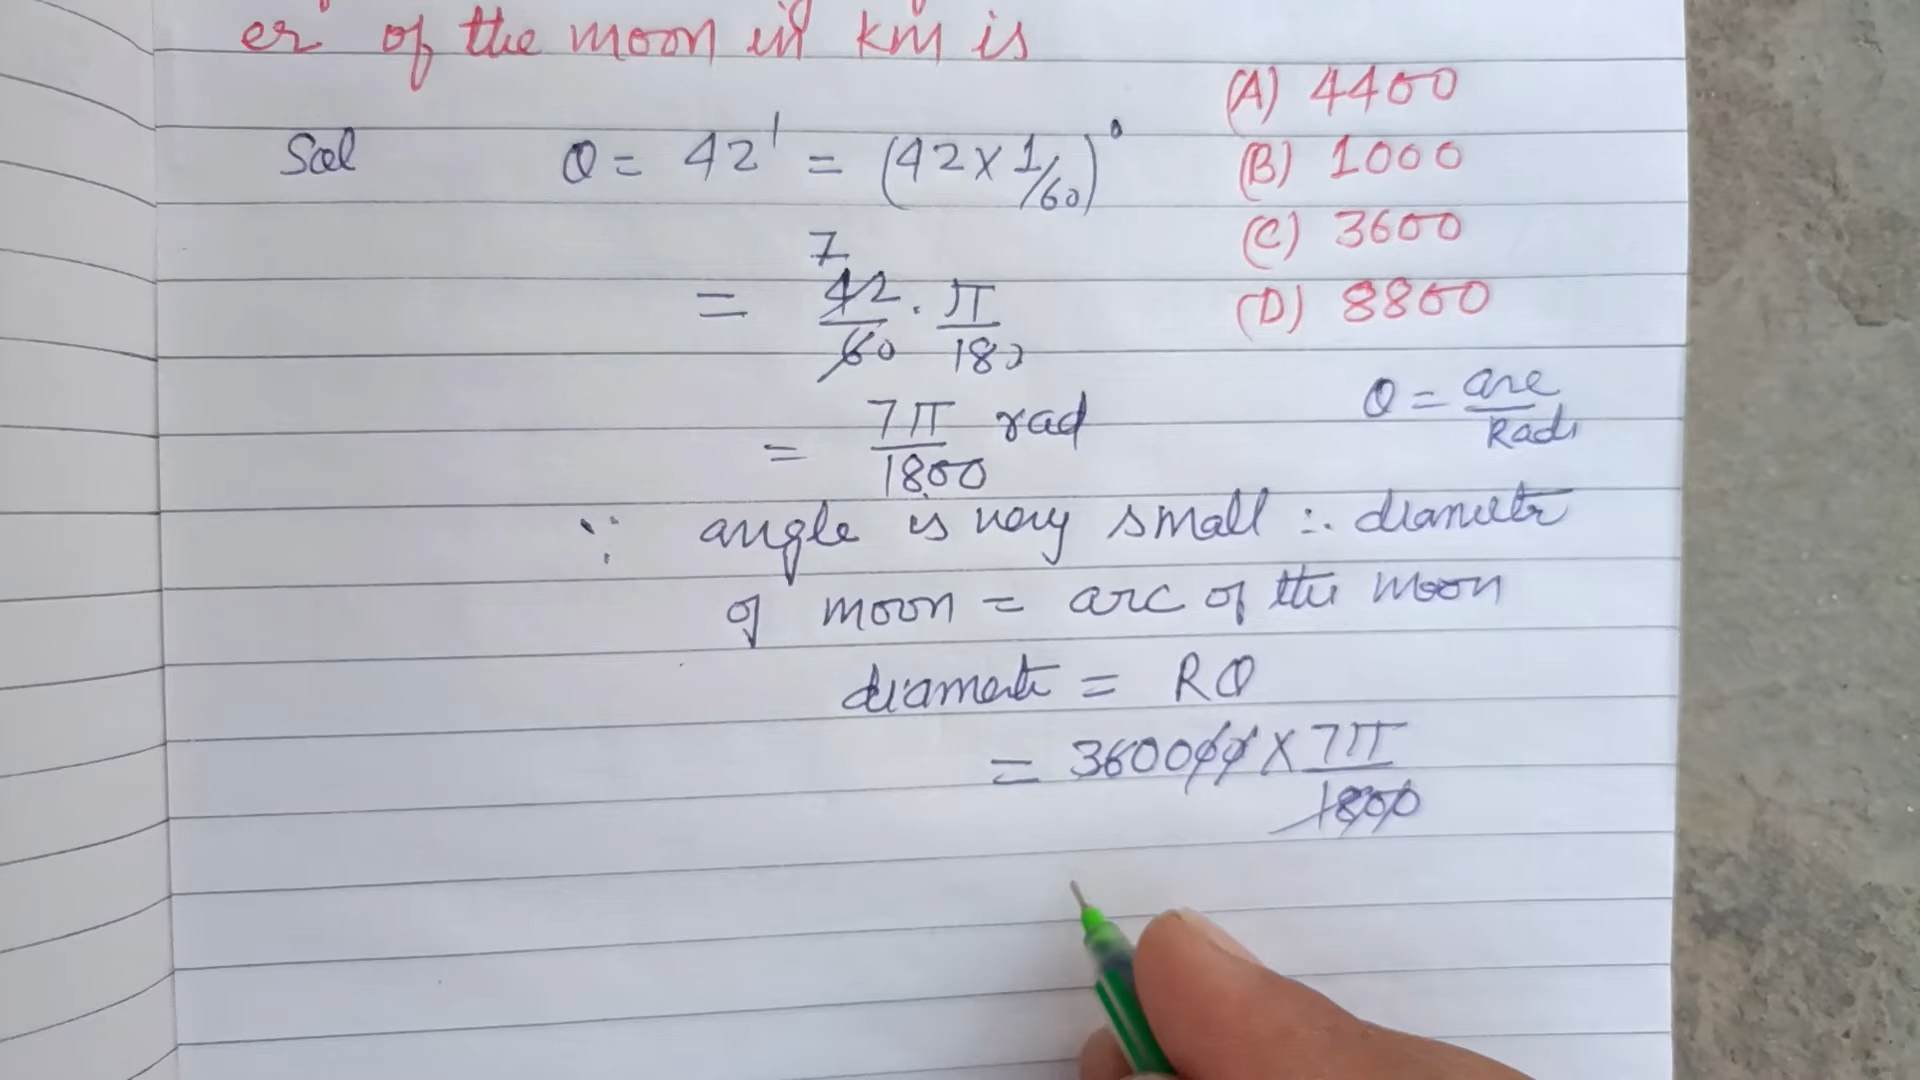 er of the moon in km is
(A) 4400
Sol θ = 42' = (42 × 1/60)°
(B) 1000
(C) 3600
7
= 42/60 . π/180
(D) 8800
= 7π/1800 rad
θ = arc/Radi
∵ angle is very small ∴ diametr
of moon = arc of the moon
diamete = Rθ
= 360000 × 7π/1800